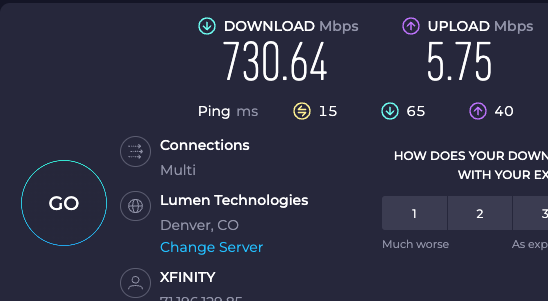 DOWNLOAD Mbps
UPLOAD Mbps
730.64
5.75
Ping ms 15 65 40
Connections
Multi
HOW DOES YOUR DOWN
WITH YOUR EX
GO
Lumen Technologies
Denver, CO
Change Server
1 2 3
Much worse
As exp
XFINITY